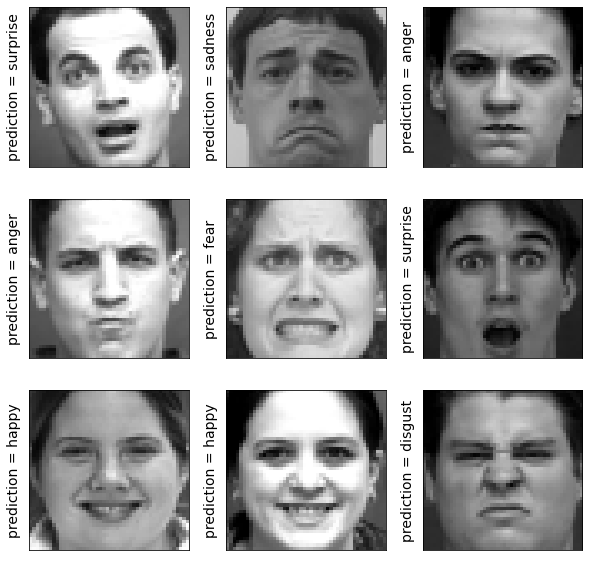 prediction = surprise
prediction = sadness
prediction = anger
prediction = anger
prediction = fear
prediction = surprise
prediction = happy
prediction = happy
prediction = disgust